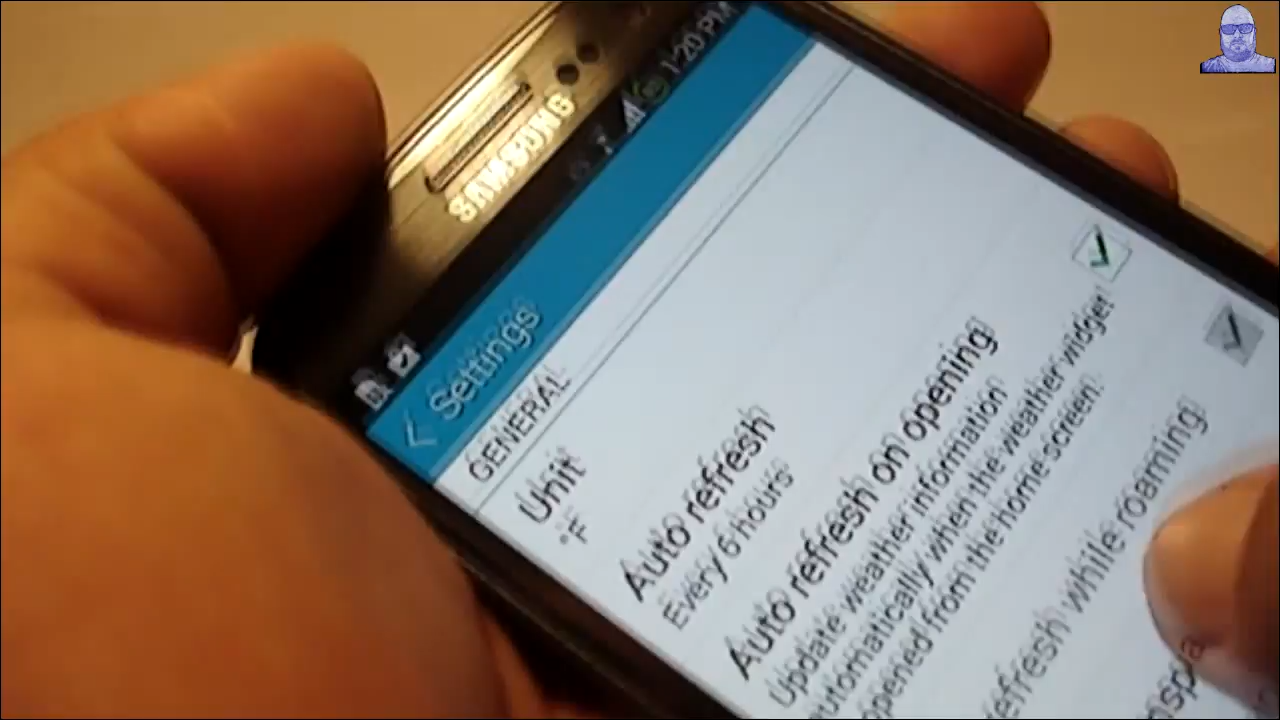 SAMSUNG
1:20 PM
Settings
GENERAL
Unit
°F
Auto refresh
Every 6 hours
Auto refresh on opening
Update weather information
automatically when the weather widget
opened from the home screen.
refresh while roaming